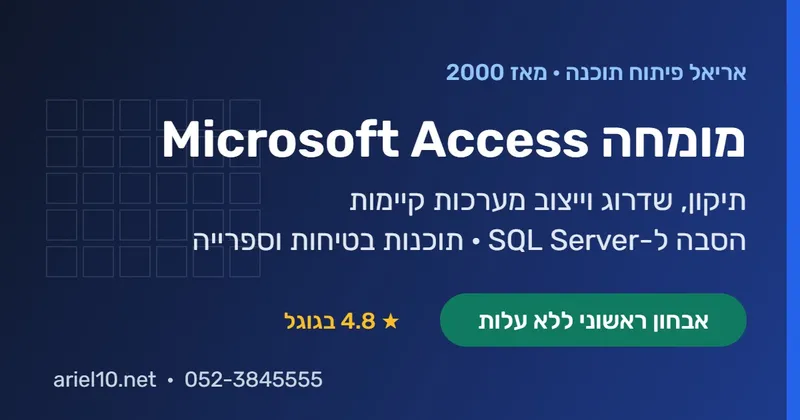 אריאל פיתוח תוכנה • מאז 2000
מומחה Microsoft Access
תיקון, שדרוג וייצוב מערכות קיימות
הסבה ל-SQL Server • תוכנות בטיחות וספרייה
אבחון ראשוני ללא עלות
★ 4.8 בגוגל
ariel10.net • 052-3845555